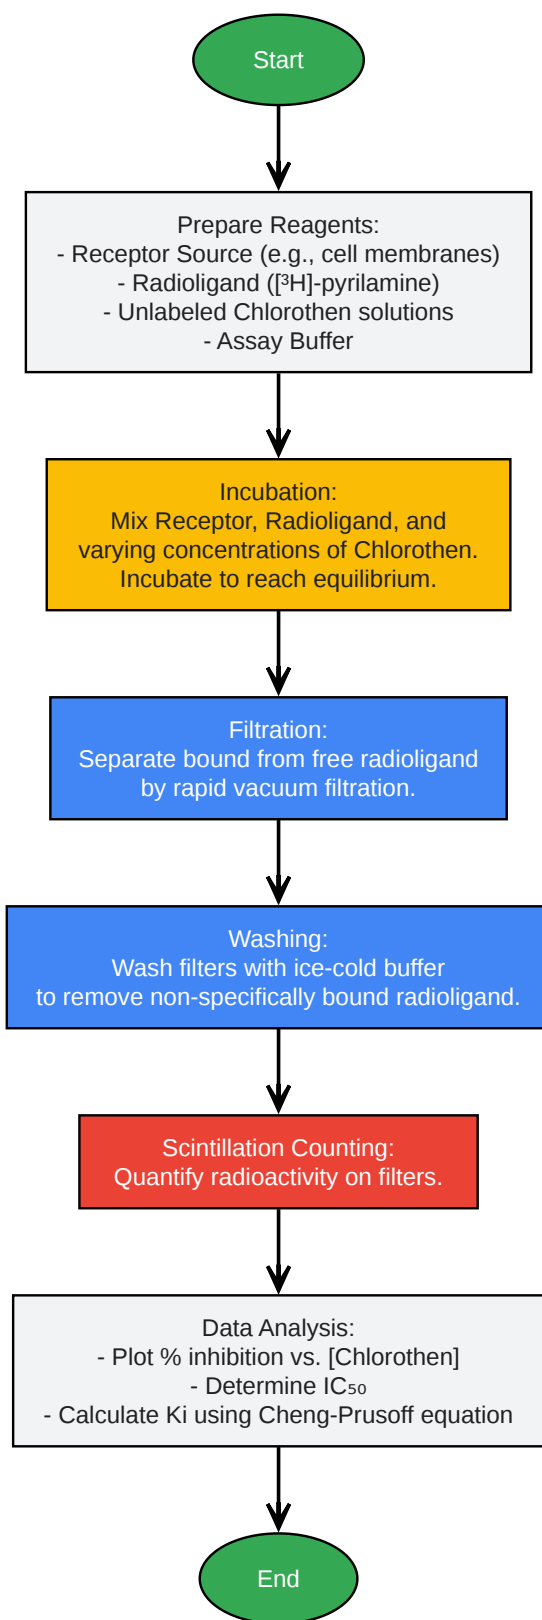 Start
Prepare Reagents:
- Receptor Source (e.g., cell membranes)
- Radioligand ([³H]-pyrilamine)
- Unlabeled Chlorothen solutions
- Assay Buffer
Incubation:
Mix Receptor, Radioligand, and
varying concentrations of Chlorothen.
Incubate to reach equilibrium.
Filtration:
Separate bound from free radioligand
by rapid vacuum filtration.
Washing:
Wash filters with ice-cold buffer
to remove non-specifically bound radioligand.
Scintillation Counting:
Quantify radioactivity on filters.
Data Analysis:
- Plot % inhibition vs. [Chlorothen]
- Determine IC₅₀
- Calculate Ki using Cheng-Prusoff equation
End